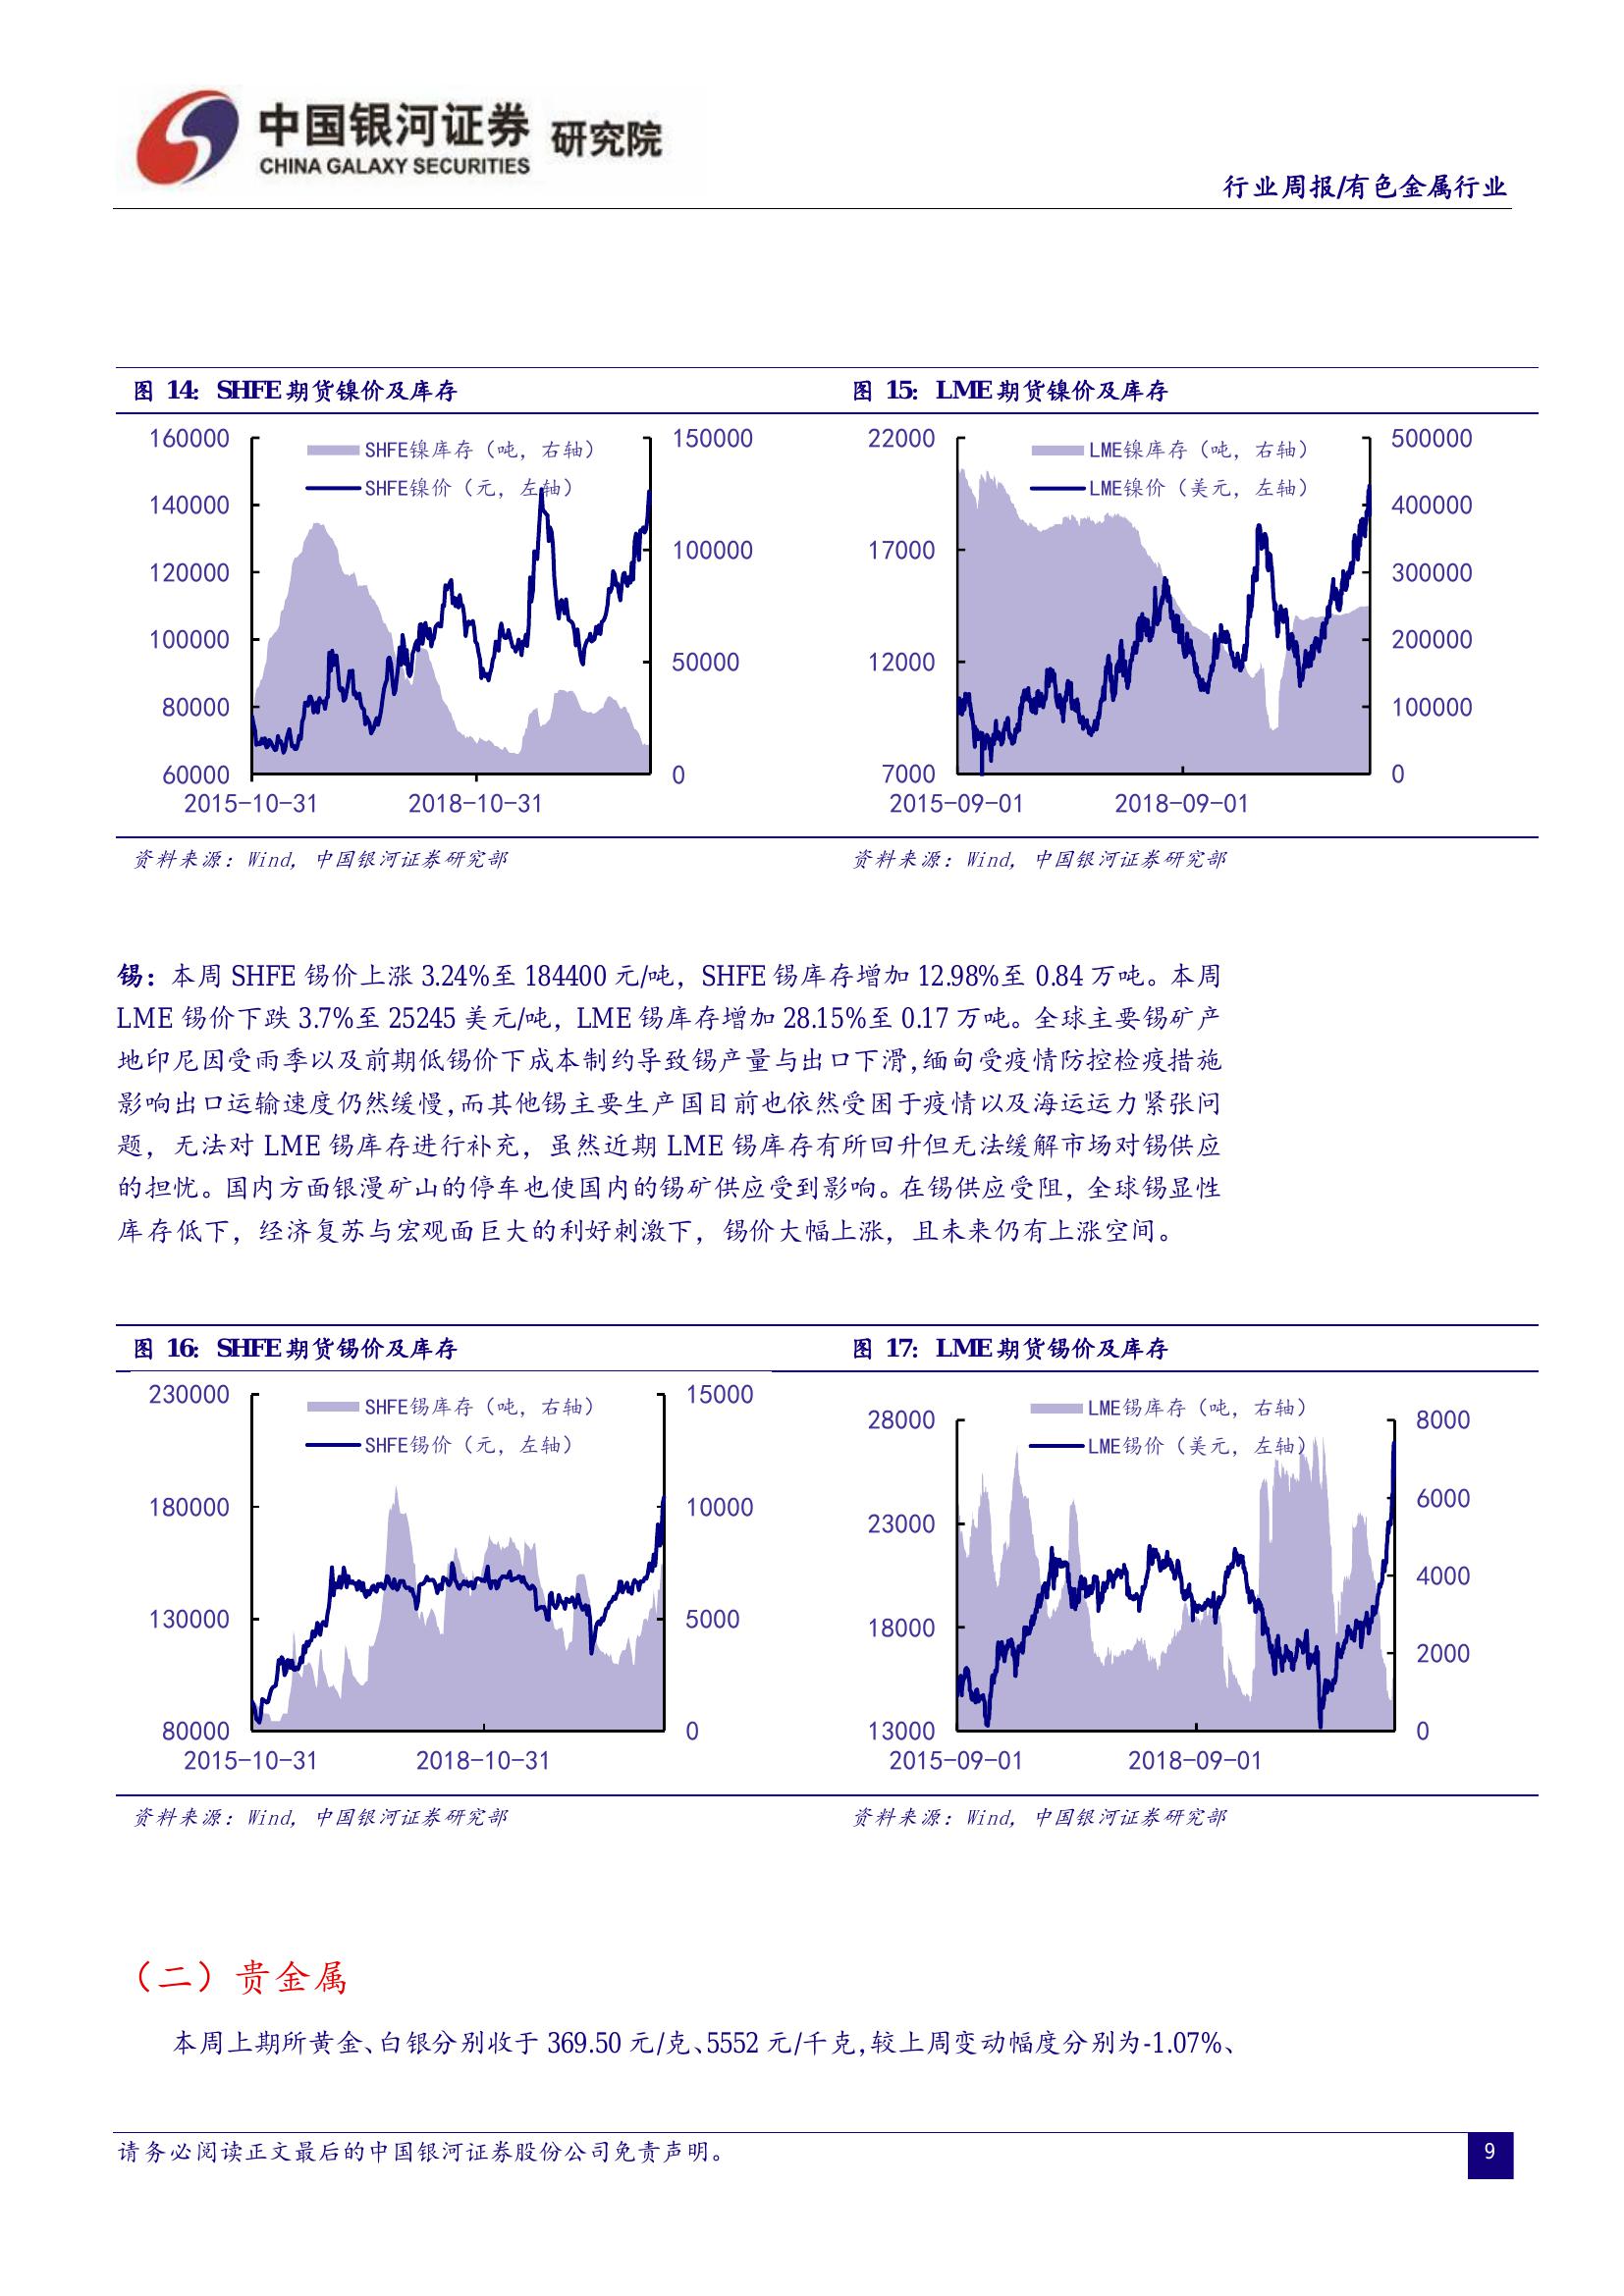 中国银河证券 研究院
CHINA GALAXY SECURITIES
行业周报/有色金属行业
图 14: SHFE 期货镍价及库存
160000
140000
120000
100000
80000
60000
SHFE镍库存（吨，右轴）
SHFE镍价（元，左轴）
150000
100000
50000
0
2015-10-31
2018-10-31
资料来源：Wind, 中国银河证券研究部
图 15: LME 期货镍价及库存
22000
17000
12000
7000
LME镍库存（吨，右轴）
LME镍价（美元，左轴）
500000
400000
300000
200000
100000
0
2015-09-01
2018-09-01
资料来源：Wind, 中国银河证券研究部
锡：本周 SHFE 锡价上涨 3.24%至 184400 元/吨，SHFE 锡库存增加 12.98%至 0.84 万吨。本周
LME 锡价下跌 3.7%至 25245 美元/吨，LME 锡库存增加 28.15%至 0.17 万吨。全球主要锡矿产
地印尼因受雨季以及前期低锡价下成本制约导致锡产量与出口下滑,缅甸受疫情防控检疫措施
影响出口运输速度仍然缓慢,而其他锡主要生产国目前也依然受困于疫情以及海运运力紧张问
题，无法对 LME 锡库存进行补充，虽然近期 LME 锡库存有所回升但无法缓解市场对锡供应
的担忧。国内方面银漫矿山的停车也使国内的锡矿供应受到影响。在锡供应受阻，全球锡显性
库存低下，经济复苏与宏观面巨大的利好刺激下，锡价大幅上涨，且未来仍有上涨空间。
图 16: SHFE 期货锡价及库存
230000
180000
130000
80000
SHFE锡库存（吨，右轴）
SHFE锡价（元，左轴）
15000
10000
5000
0
2015-10-31
2018-10-31
资料来源：Wind, 中国银河证券研究部
图 17: LME 期货锡价及库存
28000
23000
18000
13000
LME锡库存（吨，右轴）
LME锡价（美元，左轴）
8000
6000
4000
2000
0
2015-09-01
2018-09-01
资料来源：Wind, 中国银河证券研究部
（二）贵金属
本周上期所黄金、白银分别收于 369.50 元/克、5552 元/千克,较上周变动幅度分别为-1.07%、
请务必阅读正文最后的中国银河证券股份公司免责声明。
9